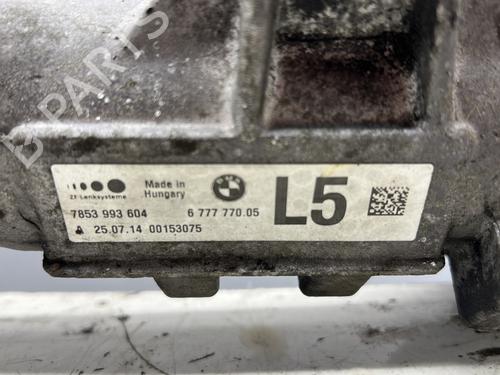 B-PARTS
ZF Lenksysteme
Made in
Hungary
7853 993 604
6 777 770.05
L5
25.07.14 00153075